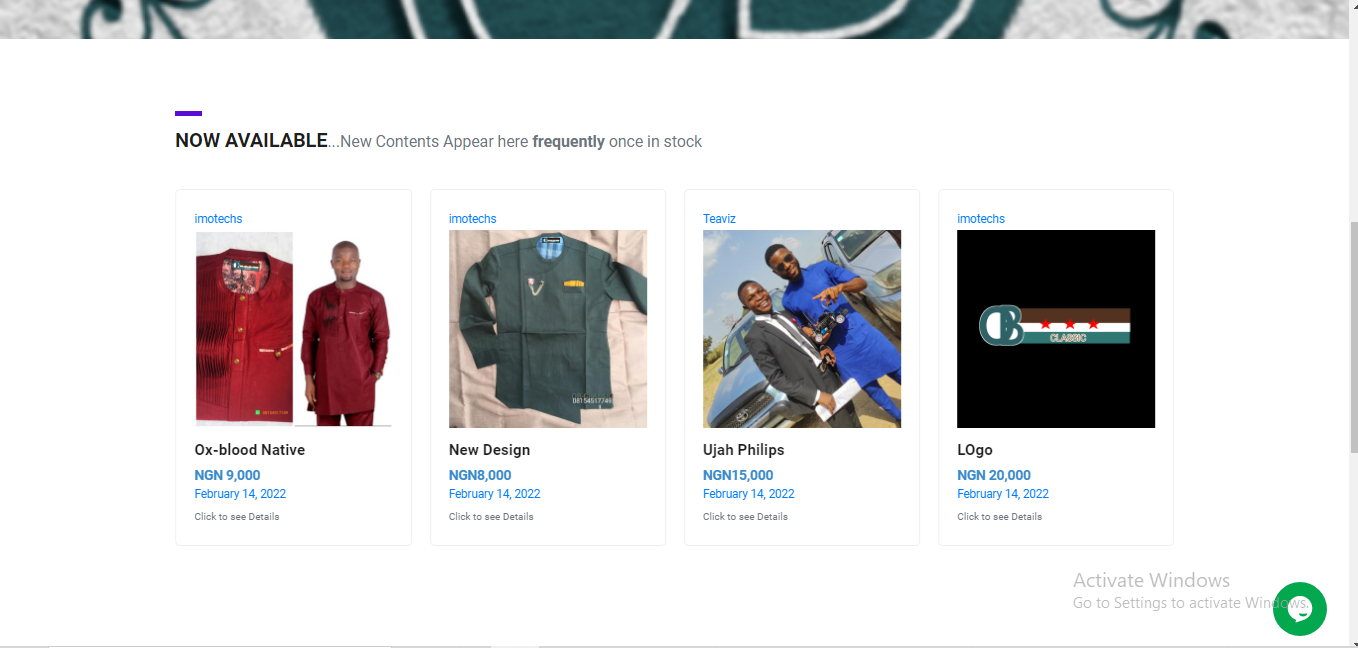 NOW AVAILABLE...New Contents Appear here frequently once in stock
imotechs
imotechs
Teaviz
imotechs
CB
CLASSIC
Ox-blood Native
New Design
Ujah Philips
LOgo
NGN 9,000
NGN8,000
NGN15,000
NGN 20,000
February 14, 2022
February 14, 2022
February 14, 2022
February 14, 2022
Click to see Details
Click to see Details
Click to see Details
Click to see Details
Activate Windows
Go to Settings to activate Windows.